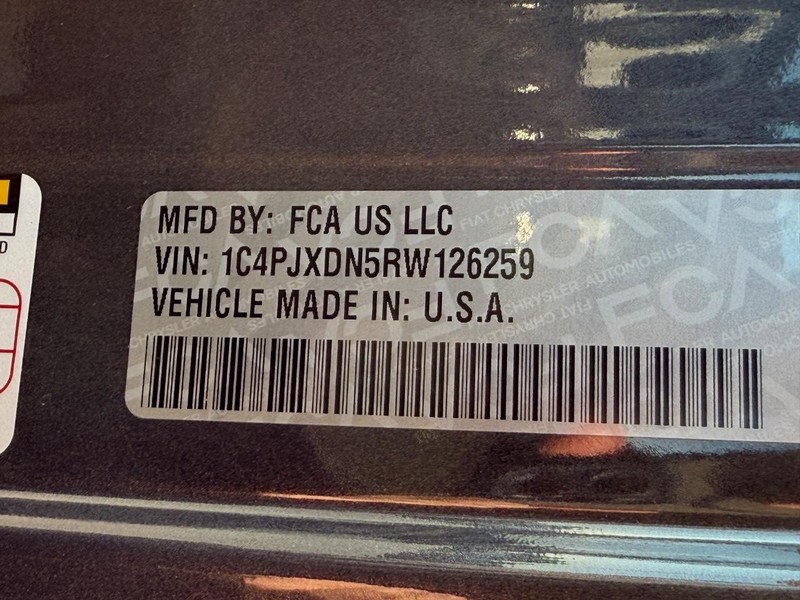 MFD BY: FCA US LLC
VIN: 1C4PJXDN5RW126259
VEHICLE MADE IN: U.S.A.